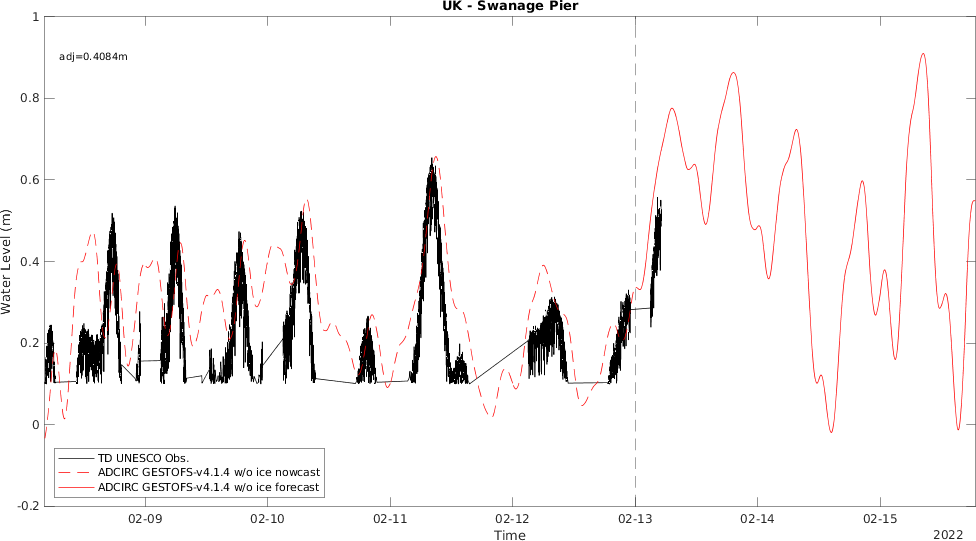 UK - Swanage Pier
adj=0.4084m
1
0.8
0.6
0.4
0.2
0
-0.2
Water Level (m)
TD UNESCO Obs.
ADCIRC GESTOFS-v4.1.4 w/o ice nowcast
ADCIRC GESTOFS-v4.1.4 w/o ice forecast
02-09 02-10 02-11 02-12 02-13 02-14 02-15
Time
2022